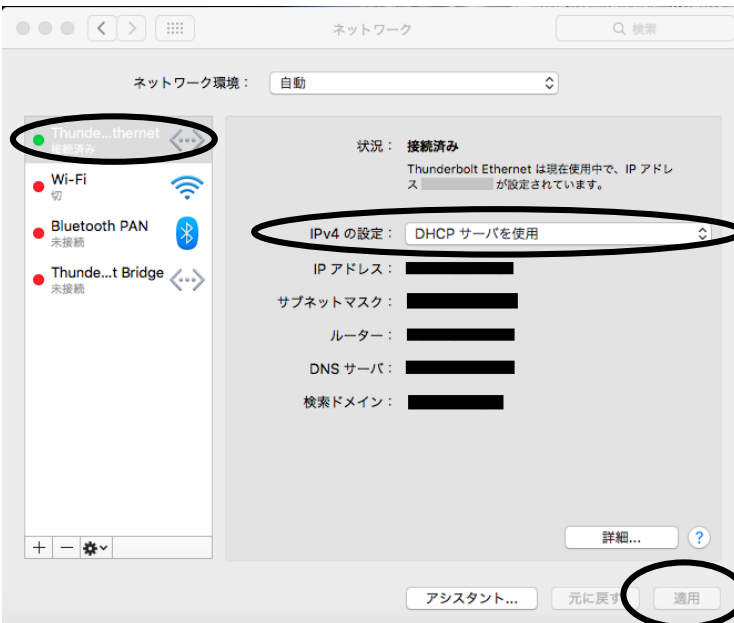 ネットワーク
検索
ネットワーク環境：
自動
Thunde...thernet
接続済み
Wi-Fi
切
Bluetooth PAN
未接続
Thunde...t Bridge
未接続
状況：
接続済み
Thunderbolt Ethernet は現在使用中で、IP アドレ
ス が設定されています。
IPv4 の設定：
DHCP サーバを使用
IP アドレス：
サブネットマスク：
ルーター：
DNS サーバ：
検索ドメイン：
詳細...
?
アシスタント...
元に戻す
適用